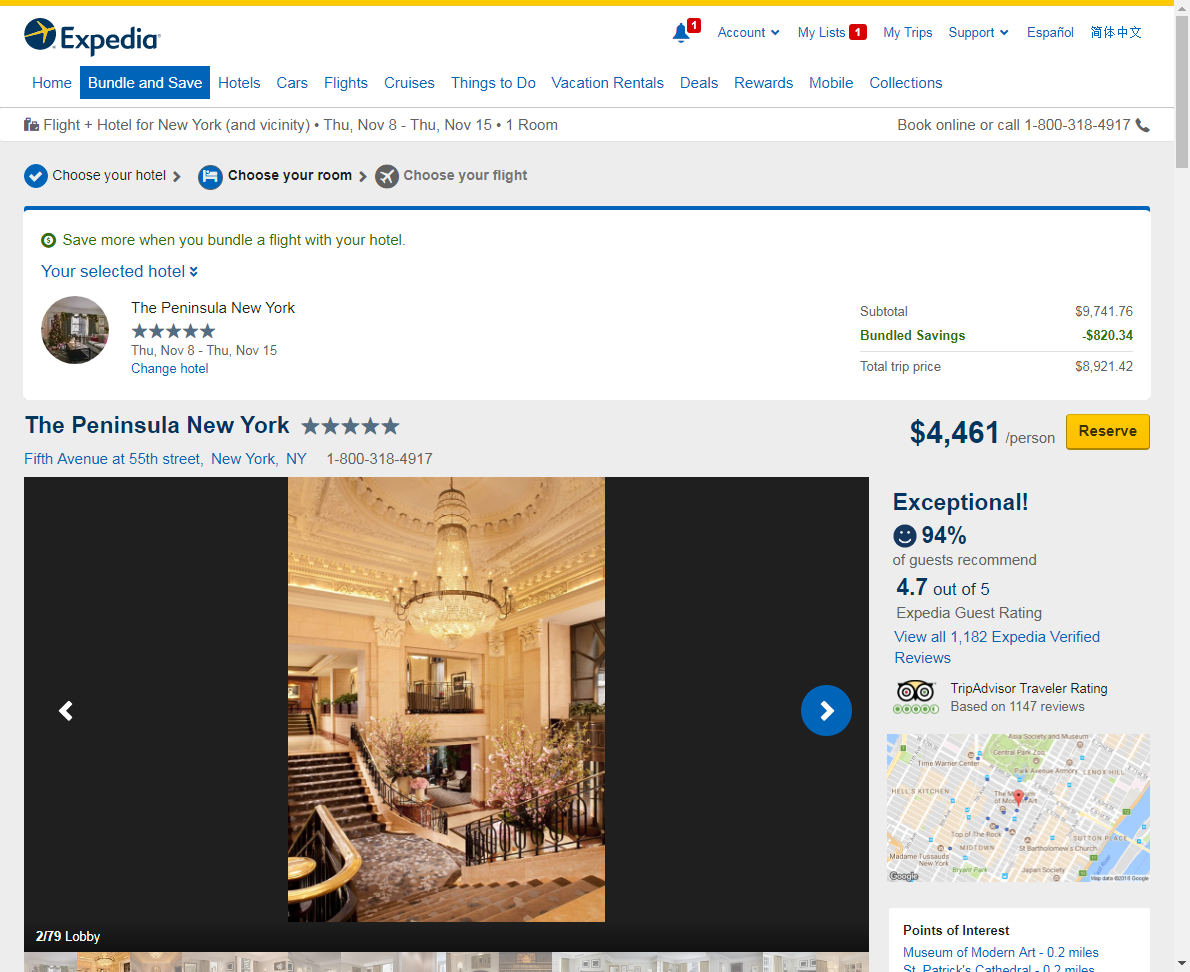 Expedia
1
Account
My Lists 1
My Trips
Support
Español
简体中文
Home
Bundle and Save
Hotels
Cars
Flights
Cruises
Things to Do
Vacation Rentals
Deals
Rewards
Mobile
Collections
Flight + Hotel for New York (and vicinity) • Thu, Nov 8 - Thu, Nov 15 • 1 Room
Book online or call 1-800-318-4917
Choose your hotel
Choose your room
Choose your flight
Save more when you bundle a flight with your hotel.
Your selected hotel
The Peninsula New York
Thu, Nov 8 - Thu, Nov 15
Change hotel
Subtotal $9,741.76
Bundled Savings -$820.34
Total trip price $8,921.42
The Peninsula New York
$4,461 /person
Reserve
Fifth Avenue at 55th street, New York, NY 1-800-318-4917
Exceptional!
94%
of guests recommend
4.7 out of 5
Expedia Guest Rating
View all 1,182 Expedia Verified
Reviews
TripAdvisor Traveler Rating
Based on 1147 reviews
Asia Society and Museum
Central Park Zoo
Time Warner Center
Park Avenue Armory
LENOX HILL
HELL'S KITCHEN
The Museum
of Modern Art
Top of The Rock
SUTTON PLACE
MIDTOWN
St Bartholomew's Church
Madame Tussauds
New York
Bryant Park
Japan Society
Google
Map data ©2018 Google
2/79 Lobby
Points of Interest
Museum of Modern Art - 0.2 miles
St. Patrick's Cathedral - 0.2 miles